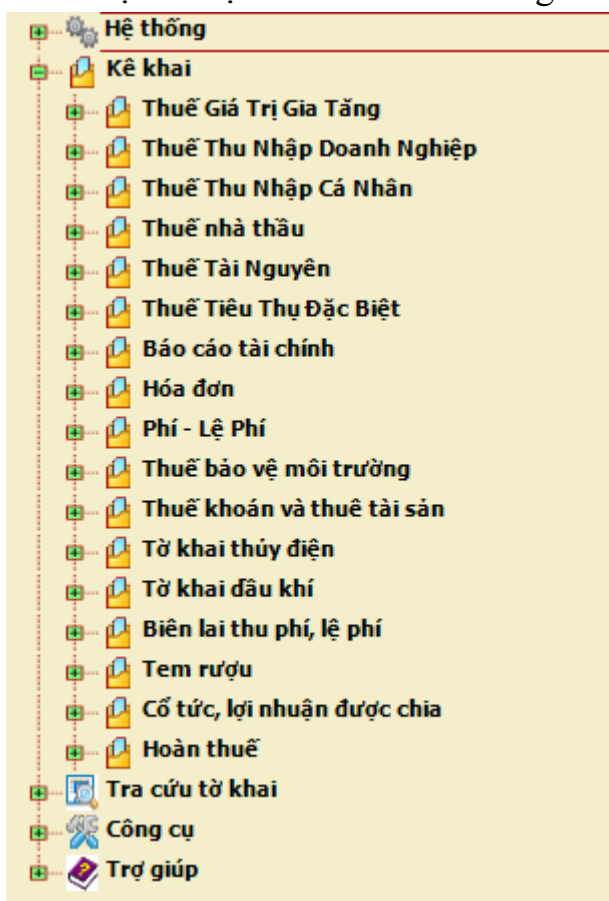 Hệ thống
Kê khai
Thuế Giá Trị Gia Tăng
Thuế Thu Nhập Doanh Nghiệp
Thuế Thu Nhập Cá Nhân
Thuế nhà thầu
Thuế Tài Nguyên
Thuế Tiêu Thụ Đặc Biệt
Báo cáo tài chính
Hóa đơn
Phí - Lệ Phí
Thuế bảo vệ môi trường
Thuế khoán và thuê tài sản
Tờ khai thủy điện
Tờ khai dầu khí
Biên lai thu phí, lệ phí
Tem rượu
Cổ tức, lợi nhuận được chia
Hoàn thuế
Tra cứu tờ khai
Công cụ
Trợ giúp